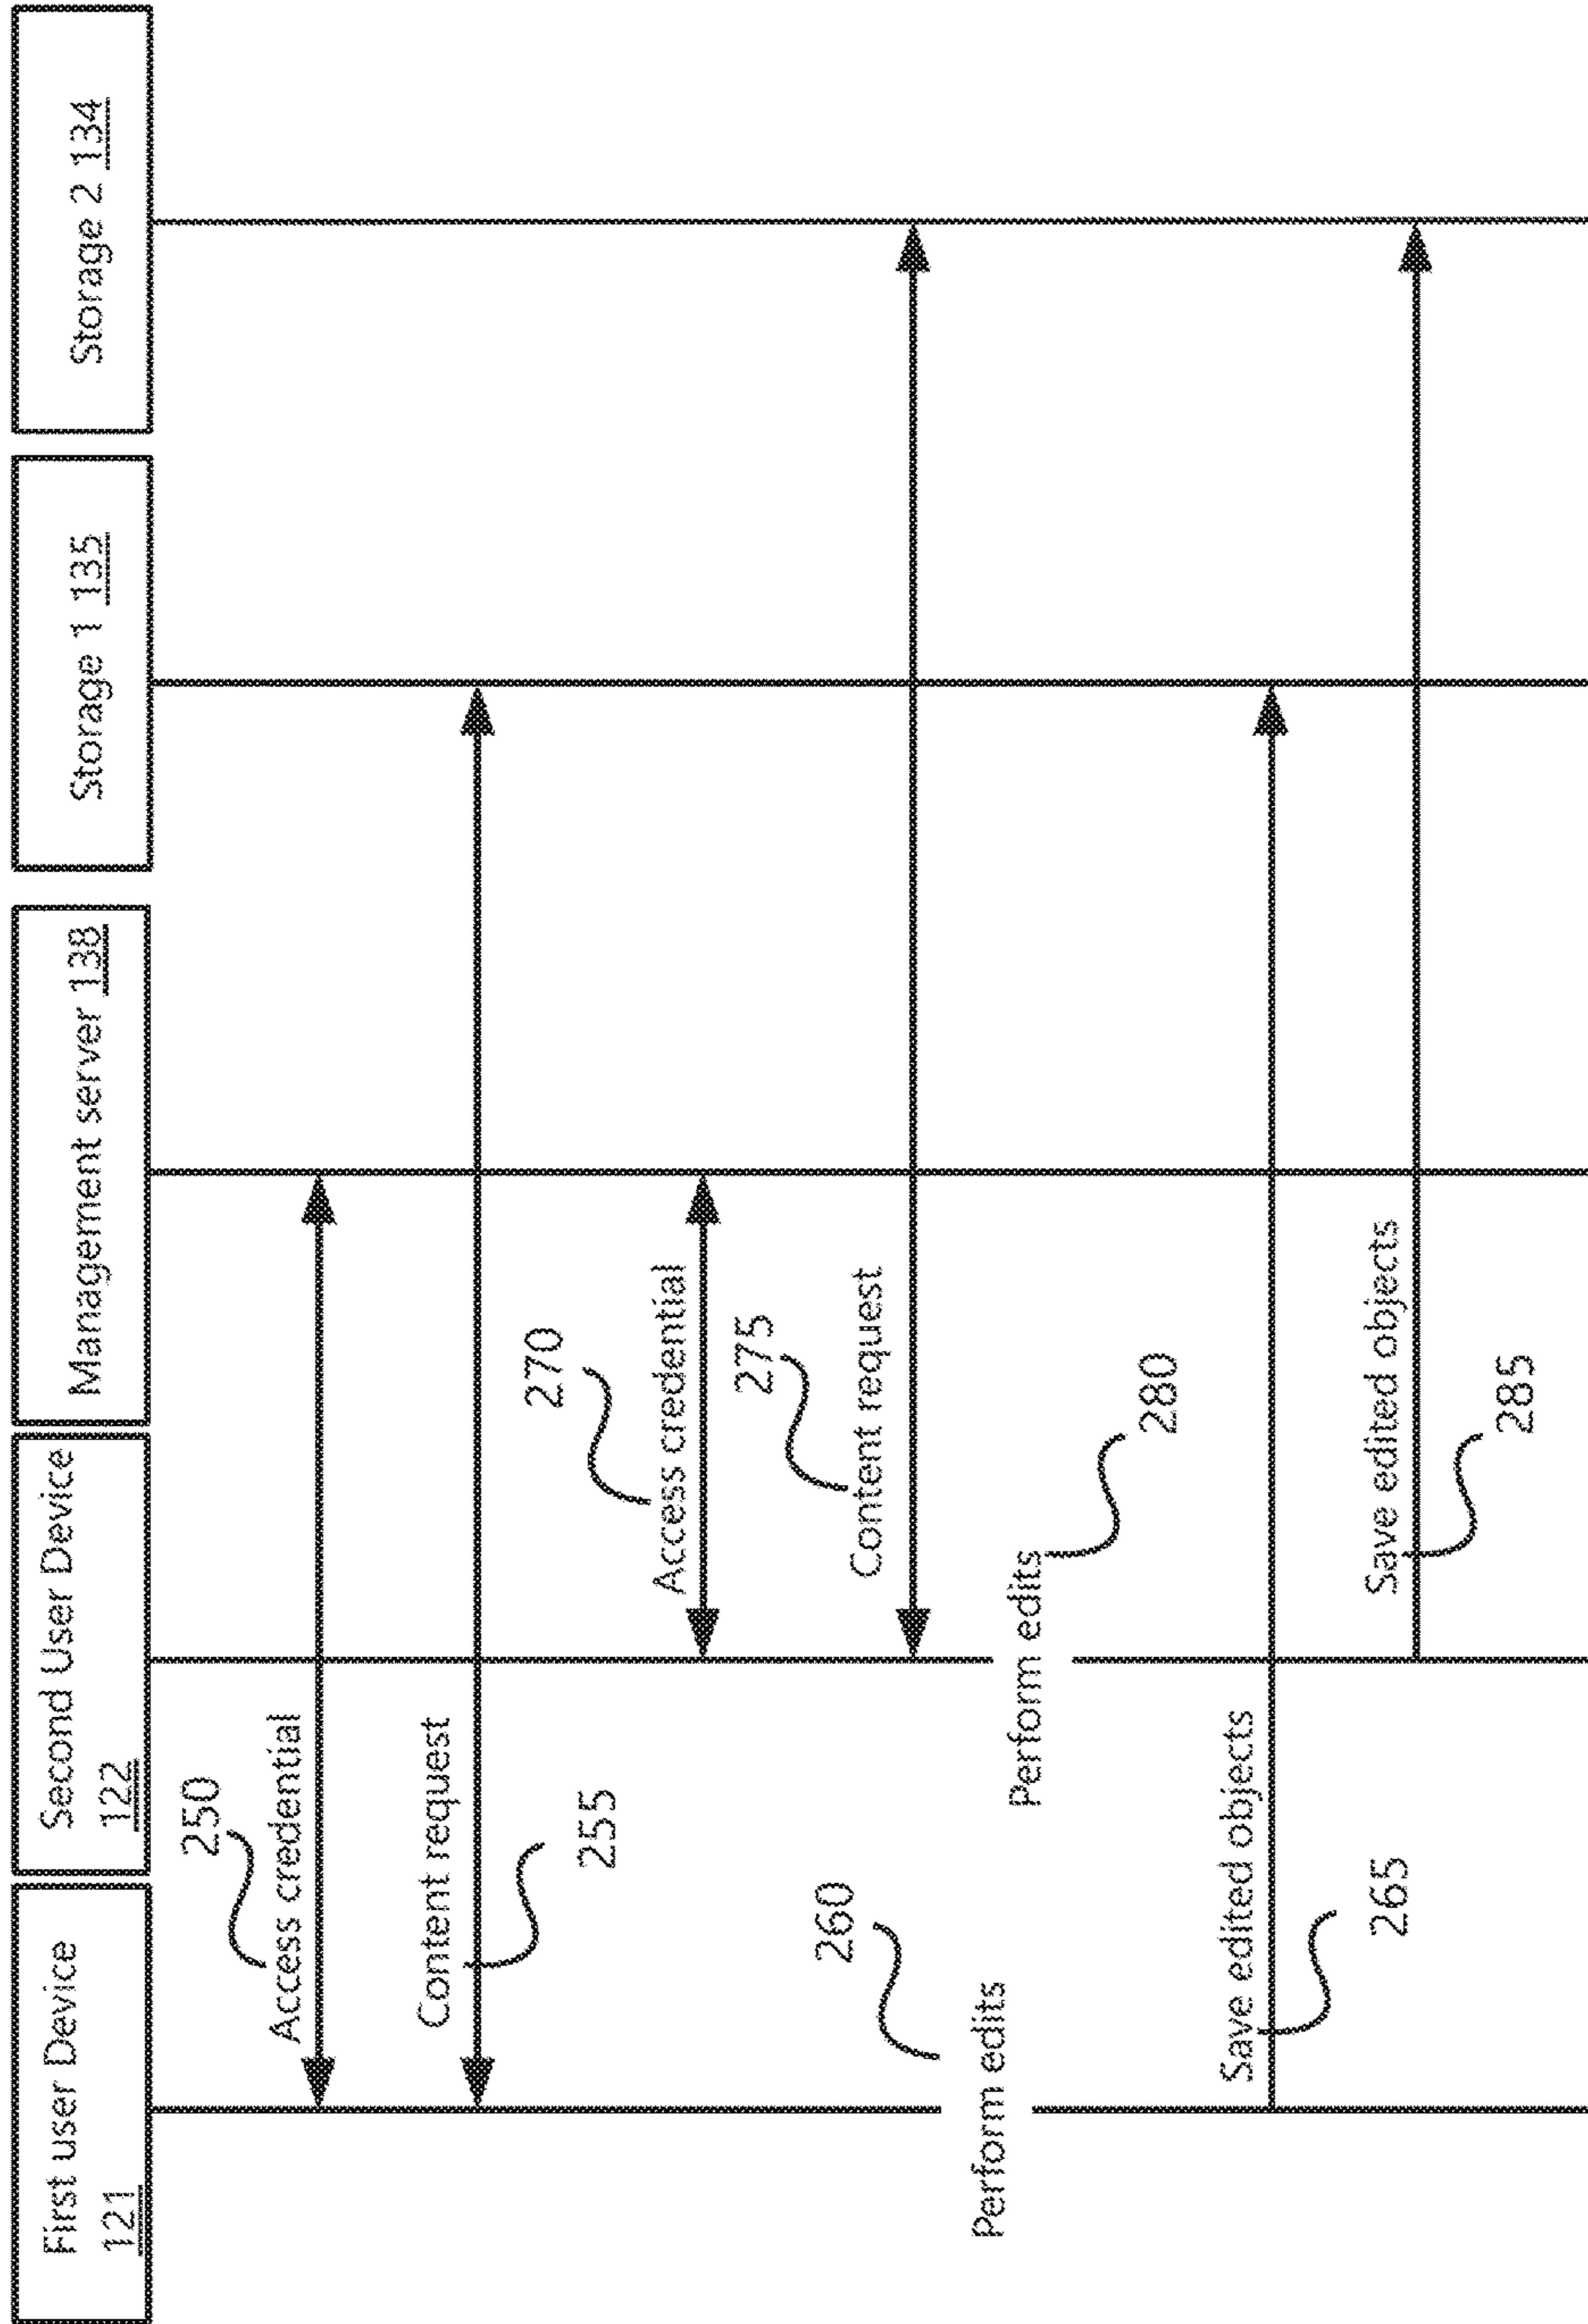 First user Device
121
Second User Device
122
Management server 138
Storage 1 135
Storage 2 134
250
Access credential
Content request
255
270
Access credential
275
Content request
260
Perform edits
Perform edits
280
Save edited objects
265
Save edited objects
285